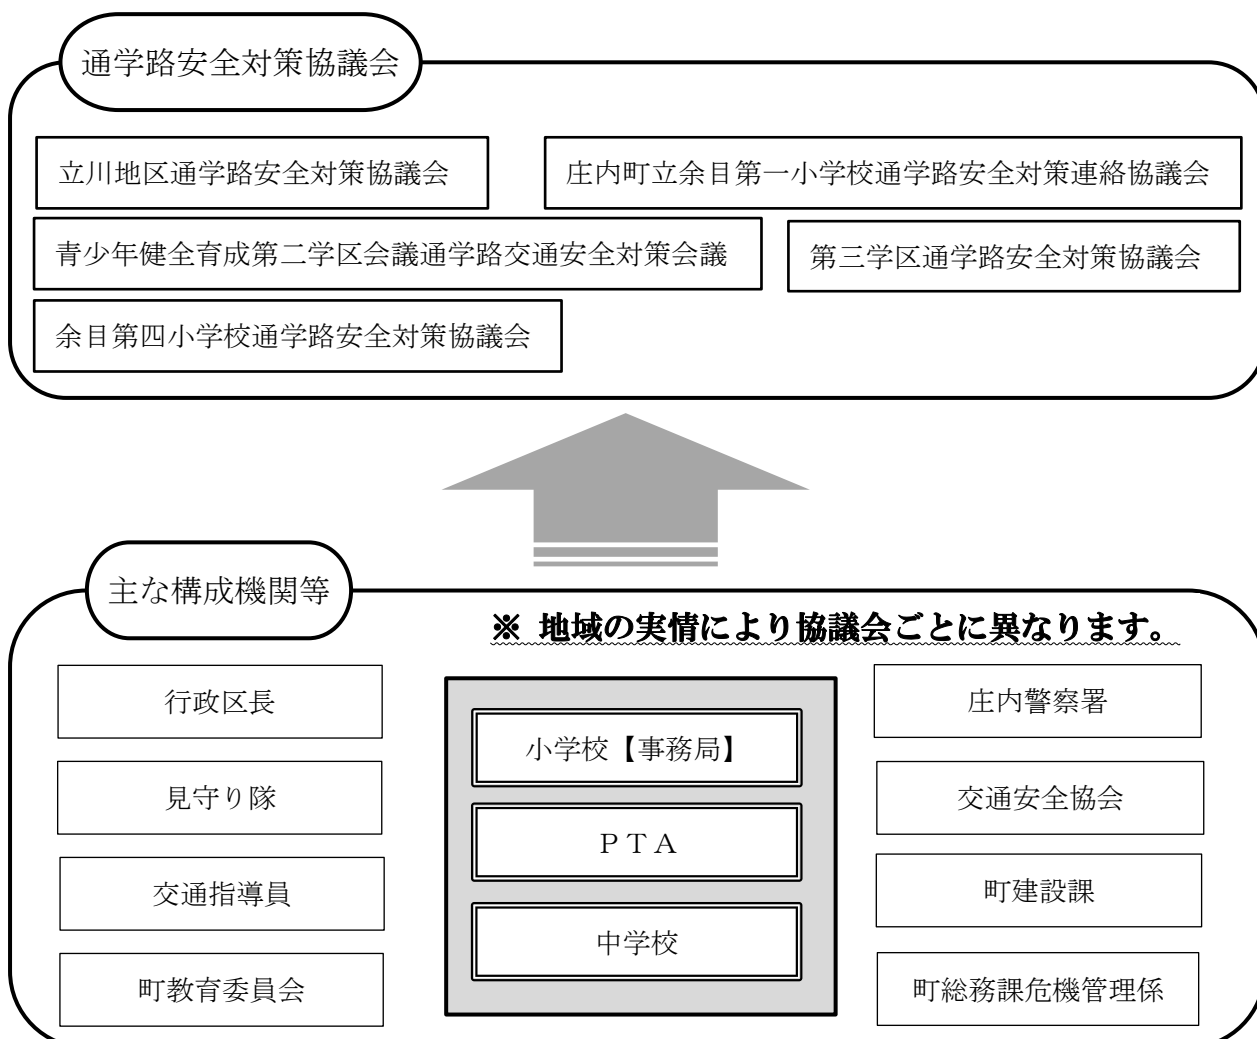 通学路安全対策協議会
立川地区通学路安全対策協議会
庄内町立余目第一小学校通学路安全対策連絡協議会
青少年健全育成第二学区会議通学路交通安全対策会議
第三学区通学路安全対策協議会
余目第四小学校通学路安全対策協議会
主な構成機関等
※ 地域の実情により協議会ごとに異なります。
行政区長
見守り隊
交通指導員
町教育委員会
小学校【事務局】
ＰＴＡ
中学校
庄内警察署
交通安全協会
町建設課
町総務課危機管理係